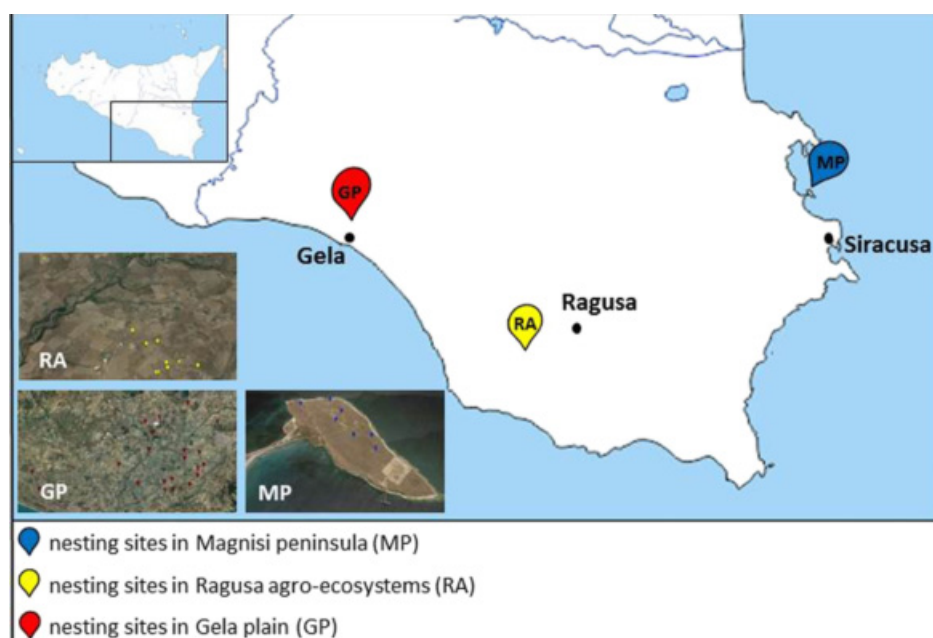 MP
GP
Siracusa
Gela
Ragusa
RA
RA
GP
MP
nesting sites in Magnisi peninsula (MP)
nesting sites in Ragusa agro-ecosystems (RA)
nesting sites in Gela plain (GP)